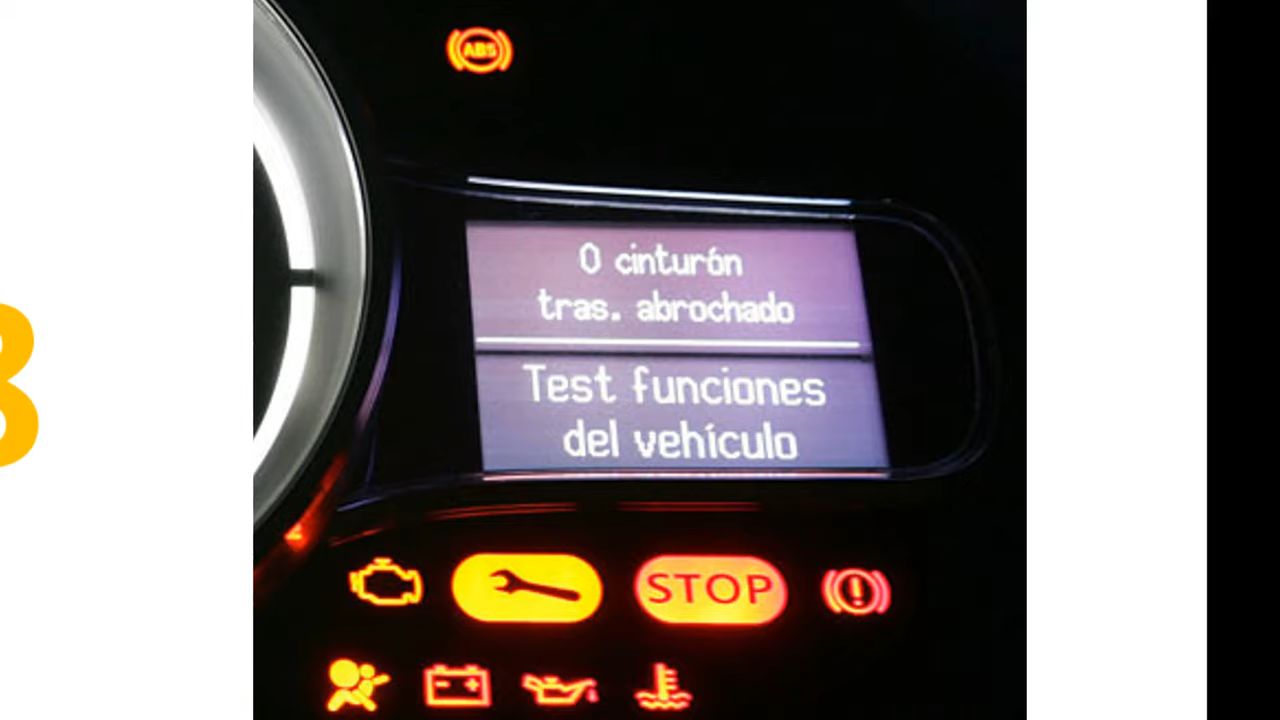 ABS
0 cinturón
tras. abrochado
Test funciones
del vehículo
STOP